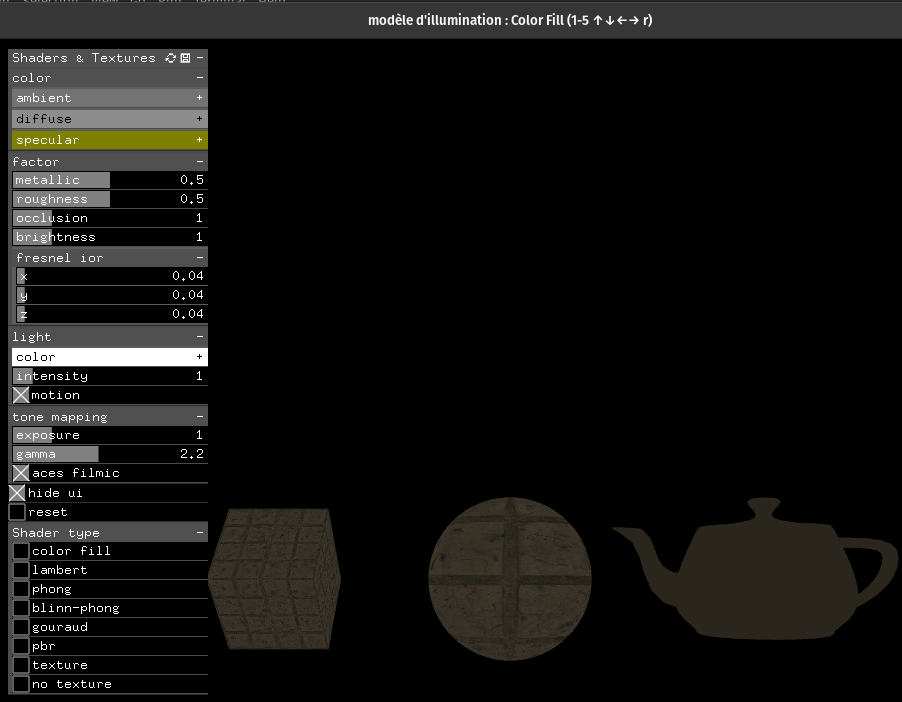 modèle d'illumination : Color Fill (1-5 ↑↓←→ r)
Shaders & Textures −
color −
ambient +
diffuse +
specular +
factor −
metallic 0.5
roughness 0.5
occlusion 1
brightness 1
fresnel ior −
x 0.04
y 0.04
z 0.04
light −
color +
intensity 1
motion
tone mapping −
exposure 1
gamma 2.2
aces filmic
hide ui
reset
Shader type −
color fill
lambert
phong
blinn-phong
gouraud
pbr
texture
no texture